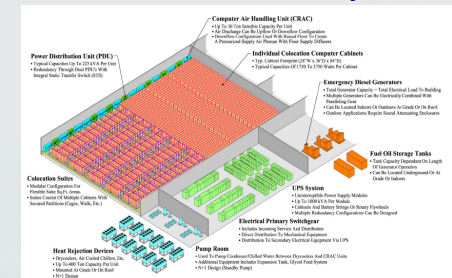 Computer Air Handling Unit (CRAC)
• Up to 30 Ton Sensible Capacity Per Unit
• Air Discharge Can Be Upflow or Downflow Configuration
• Downflow Configuration Used With Raised Floor To Create
A Pressurized Supply Air Plenum With Floor Supply Diffusers
Power Distribution Unit (PDU)
• Typical Capacities Up To 225 kVA Per Unit
• Redundancy Through Dual PDU's With
Integral Static Transfer Switch (STS)
Individual Colocation Computer Cabinets
• Typ. Cabinet Footprint (28"W x 36"D x 84"H)
• Typical Capacities Of 1750 To 3750 Watts Per Cabinet
Emergency Diesel Generators
• Total Generator Capacity = Total Electrical Load To Building
• Multiple Generators Can Be Electrically Combined With
Paralleling Gear
• Can Be Located Indoors Or Outdoors At Grade Or On Roof.
• Outdoor Applications Require Sound Attenuating Enclosures
Fuel Oil Storage Tanks
• Tank Capacity Dependant On Length
Of Generator Operation
• Can Be Located Underground Or At
Grade Or Indoors
Colocation Suites
• Modular Configuration For
Flexible Suite Sq.Ft. Areas.
• Suites Consist Of Multiple Cabinets With
Secured Partitions (Cages, Walls, Etc.)
UPS System
• Uninterruptible Power Supply Modules
• Up To 1000 kVA Per Module
• Cabinets And Battery Strings Or Rotary Flywheels
• Multiple Redundancy Configurations Can Be Designed
Electrical Primary Switchgear
• Includes Incoming Service And Distribution
• Direct Distribution To Mechanical Equipment
• Distribution To Secondary Electrical Equipment Via UPS
Pump Room
• Used To Pump Condenser/Chilled Water Between Drycoolers And CRAC Units
• Additional Equipment Includes Expansion Tank, Glycol Feed System
• N+1 Design (Standby Pump)
Heat Rejection Devices
• Drycoolers, Air Cooled Chillers, Etc.
• Up To 400 Ton Capacity Per Unit
• Mounted At Grade Or On Roof
• N+1 Design